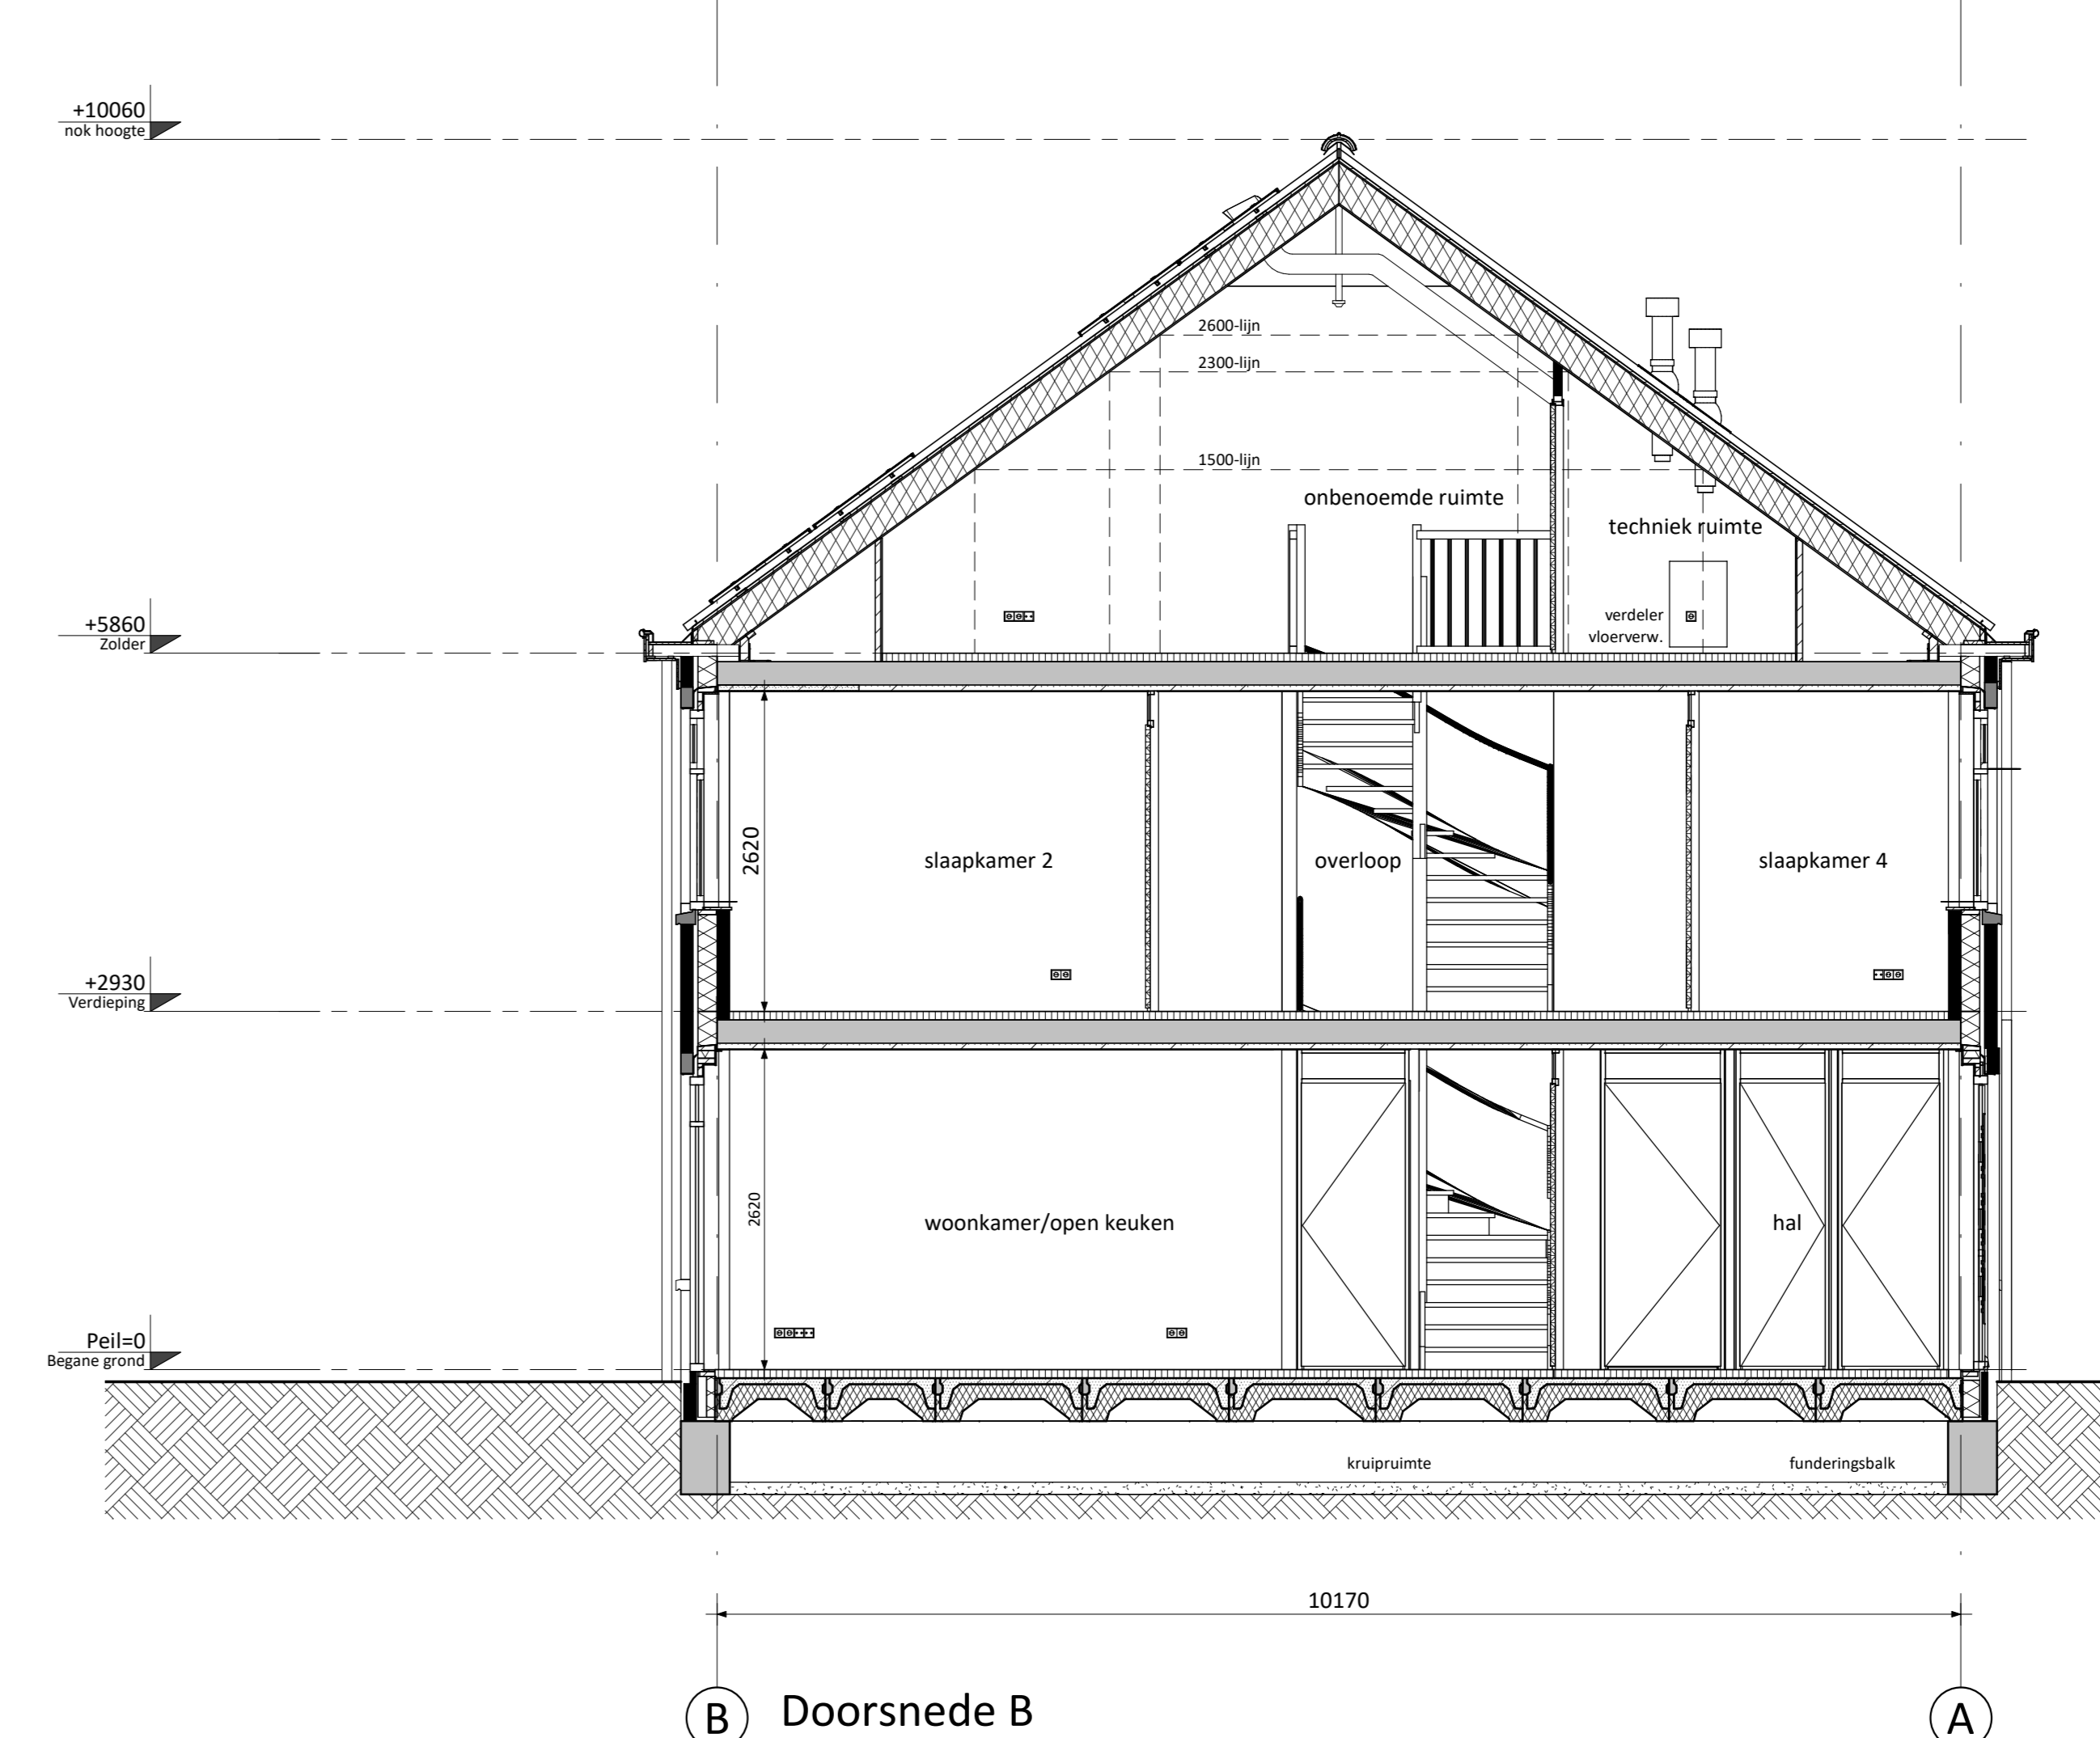 +10060
nok hoogte
2600-lijn
2300-lijn
1500-lijn
onbenoemde ruimte
techniek ruimte
verdeler
vloerverw.
+5860
Zolder
2620
slaapkamer 2
overloop
slaapkamer 4
+2930
Verdieping
2620
woonkamer/open keuken
hal
Peil=0
Begane grond
kruipruimte
funderingsbalk
10170
B
Doorsnede B
A